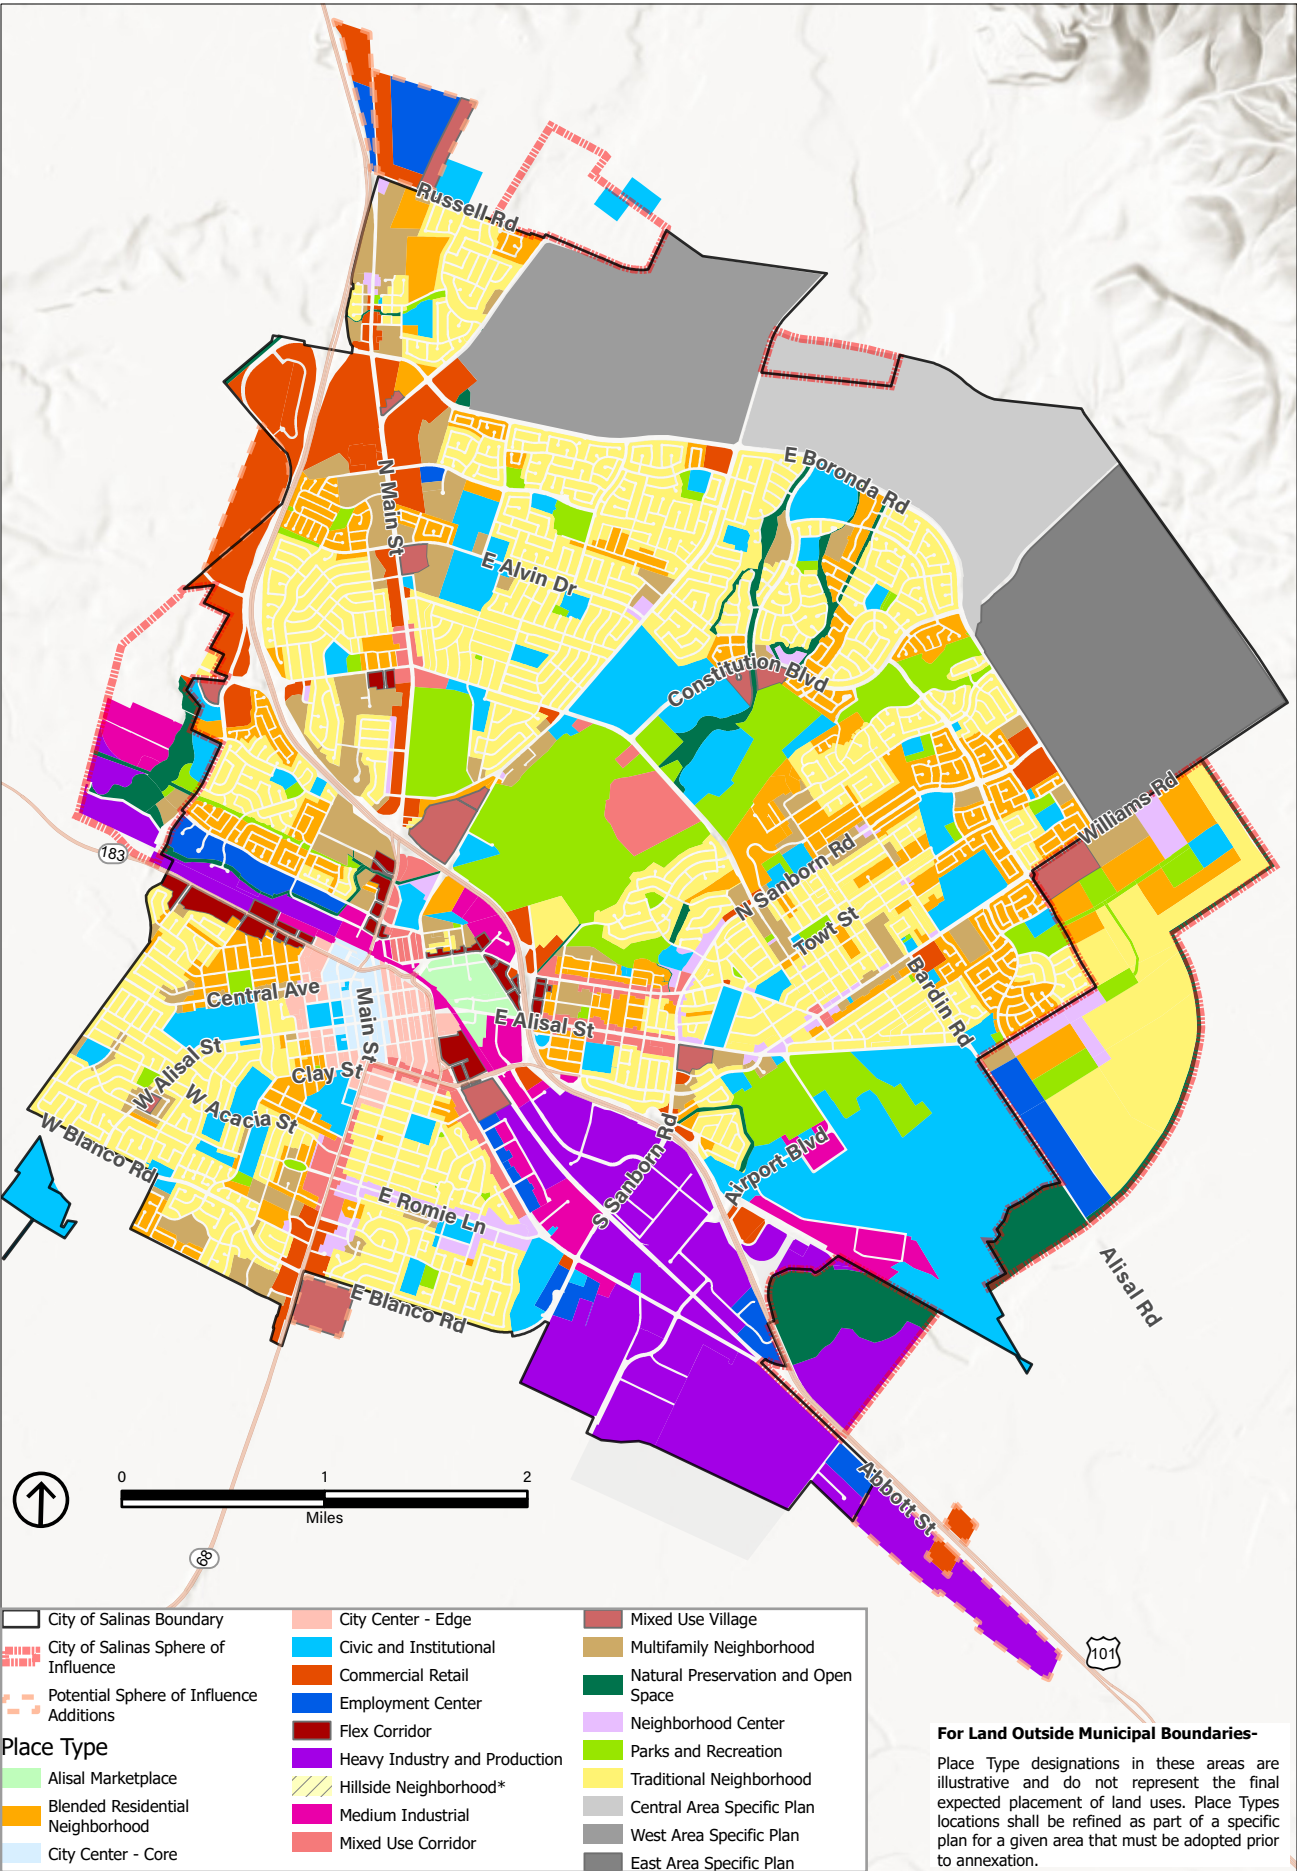 Russell Rd
N Main St
E Boronda Rd
E Alvin Dr
Constitution Blvd
Williams Rd
183
N Sanborn Rd
Towt St
Bardin Rd
Central Ave
Main St
E Alisal St
W Alisal St
Clay St
W Acacia St
W Blanco Rd
S Sanborn Rd
Airport Blvd
E Romie Ln
E Blanco Rd
Alisal Rd
Abbott St
0 1 2
Miles
68
101
City of Salinas Boundary
City of Salinas Sphere of
Influence
Potential Sphere of Influence
Additions
Place Type
Alisal Marketplace
Blended Residential
Neighborhood
City Center - Core
City Center - Edge
Civic and Institutional
Commercial Retail
Employment Center
Flex Corridor
Heavy Industry and Production
Hillside Neighborhood*
Medium Industrial
Mixed Use Corridor
Mixed Use Village
Multifamily Neighborhood
Natural Preservation and Open
Space
Neighborhood Center
Parks and Recreation
Traditional Neighborhood
Central Area Specific Plan
West Area Specific Plan
East Area Specific Plan
For Land Outside Municipal Boundaries-
Place Type designations in these areas are
illustrative and do not represent the final
expected placement of land uses. Place Types
locations shall be refined as part of a specific
plan for a given area that must be adopted prior
to annexation.